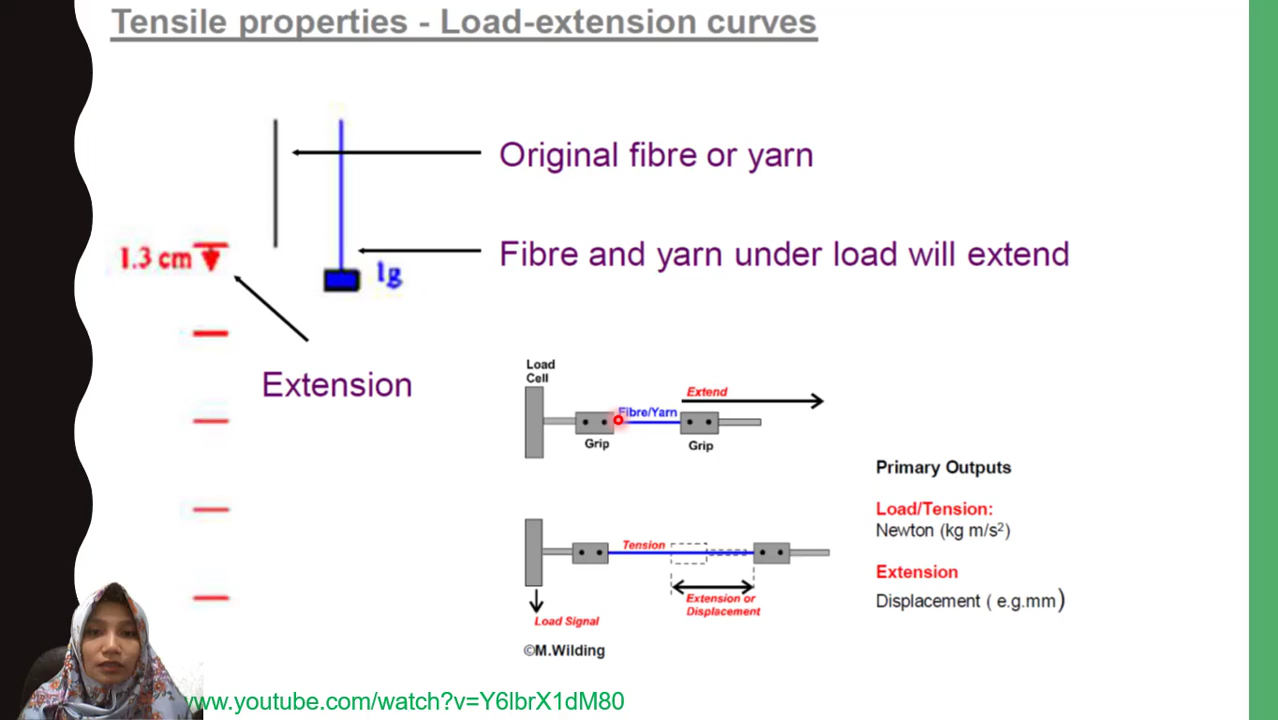 Tensile properties - Load-extension curves
Original fibre or yarn
1.3 cm
1g
Fibre and yarn under load will extend
Extension
Load
Cell
Extend
Fibre/Yarn
Grip
Grip
Primary Outputs
Load/Tension:
Newton (kg m/s²)
Tension
Extension
Displacement ( e.g.mm)
Extension or
Displacement
Load Signal
©M.Wilding
www.youtube.com/watch?v=Y6lbrX1dM80